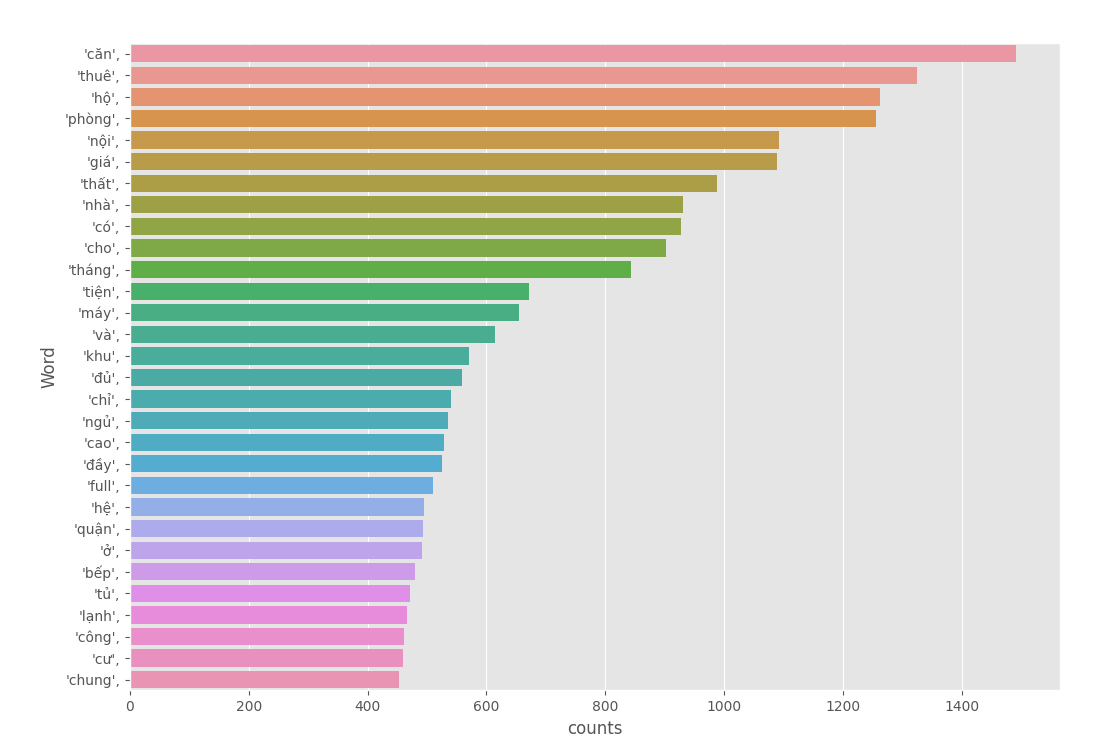 'căn',
'thuê',
'hộ',
'phòng',
'nội',
'giá',
'thất',
'nhà',
'có',
'cho',
'tháng',
'tiện',
'máy',
'và',
'khu',
'đủ',
'chỉ',
'ngủ',
'cao',
'đầy',
'full',
'hệ',
'quận',
'ở',
'bếp',
'tủ',
'lạnh',
'công',
'cư',
'chung',
Word
0 200 400 600 800 1000 1200 1400
counts